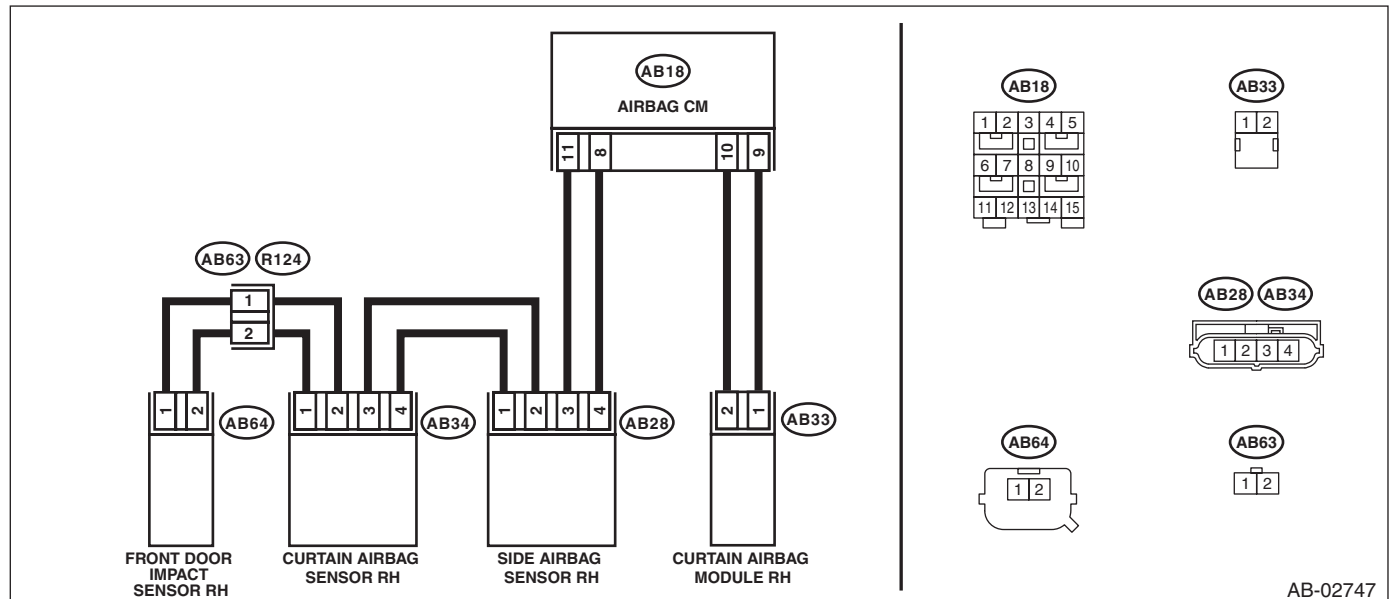 AB18
AIRBAG CM
11 8 10 9
AB63 R124
1
2
1 2 AB64
1 2 3 4 AB34
1 2 3 4 AB28
2 1 AB33
FRONT DOOR
IMPACT
SENSOR RH
CURTAIN AIRBAG
SENSOR RH
SIDE AIRBAG
SENSOR RH
CURTAIN AIRBAG
MODULE RH
AB18
1 2 3 4 5
6 7 8 9 10
11 12 13 14 15
AB33
1 2
AB28 AB34
1 2 3 4
AB64
1 2
AB63
1 2
AB-02747